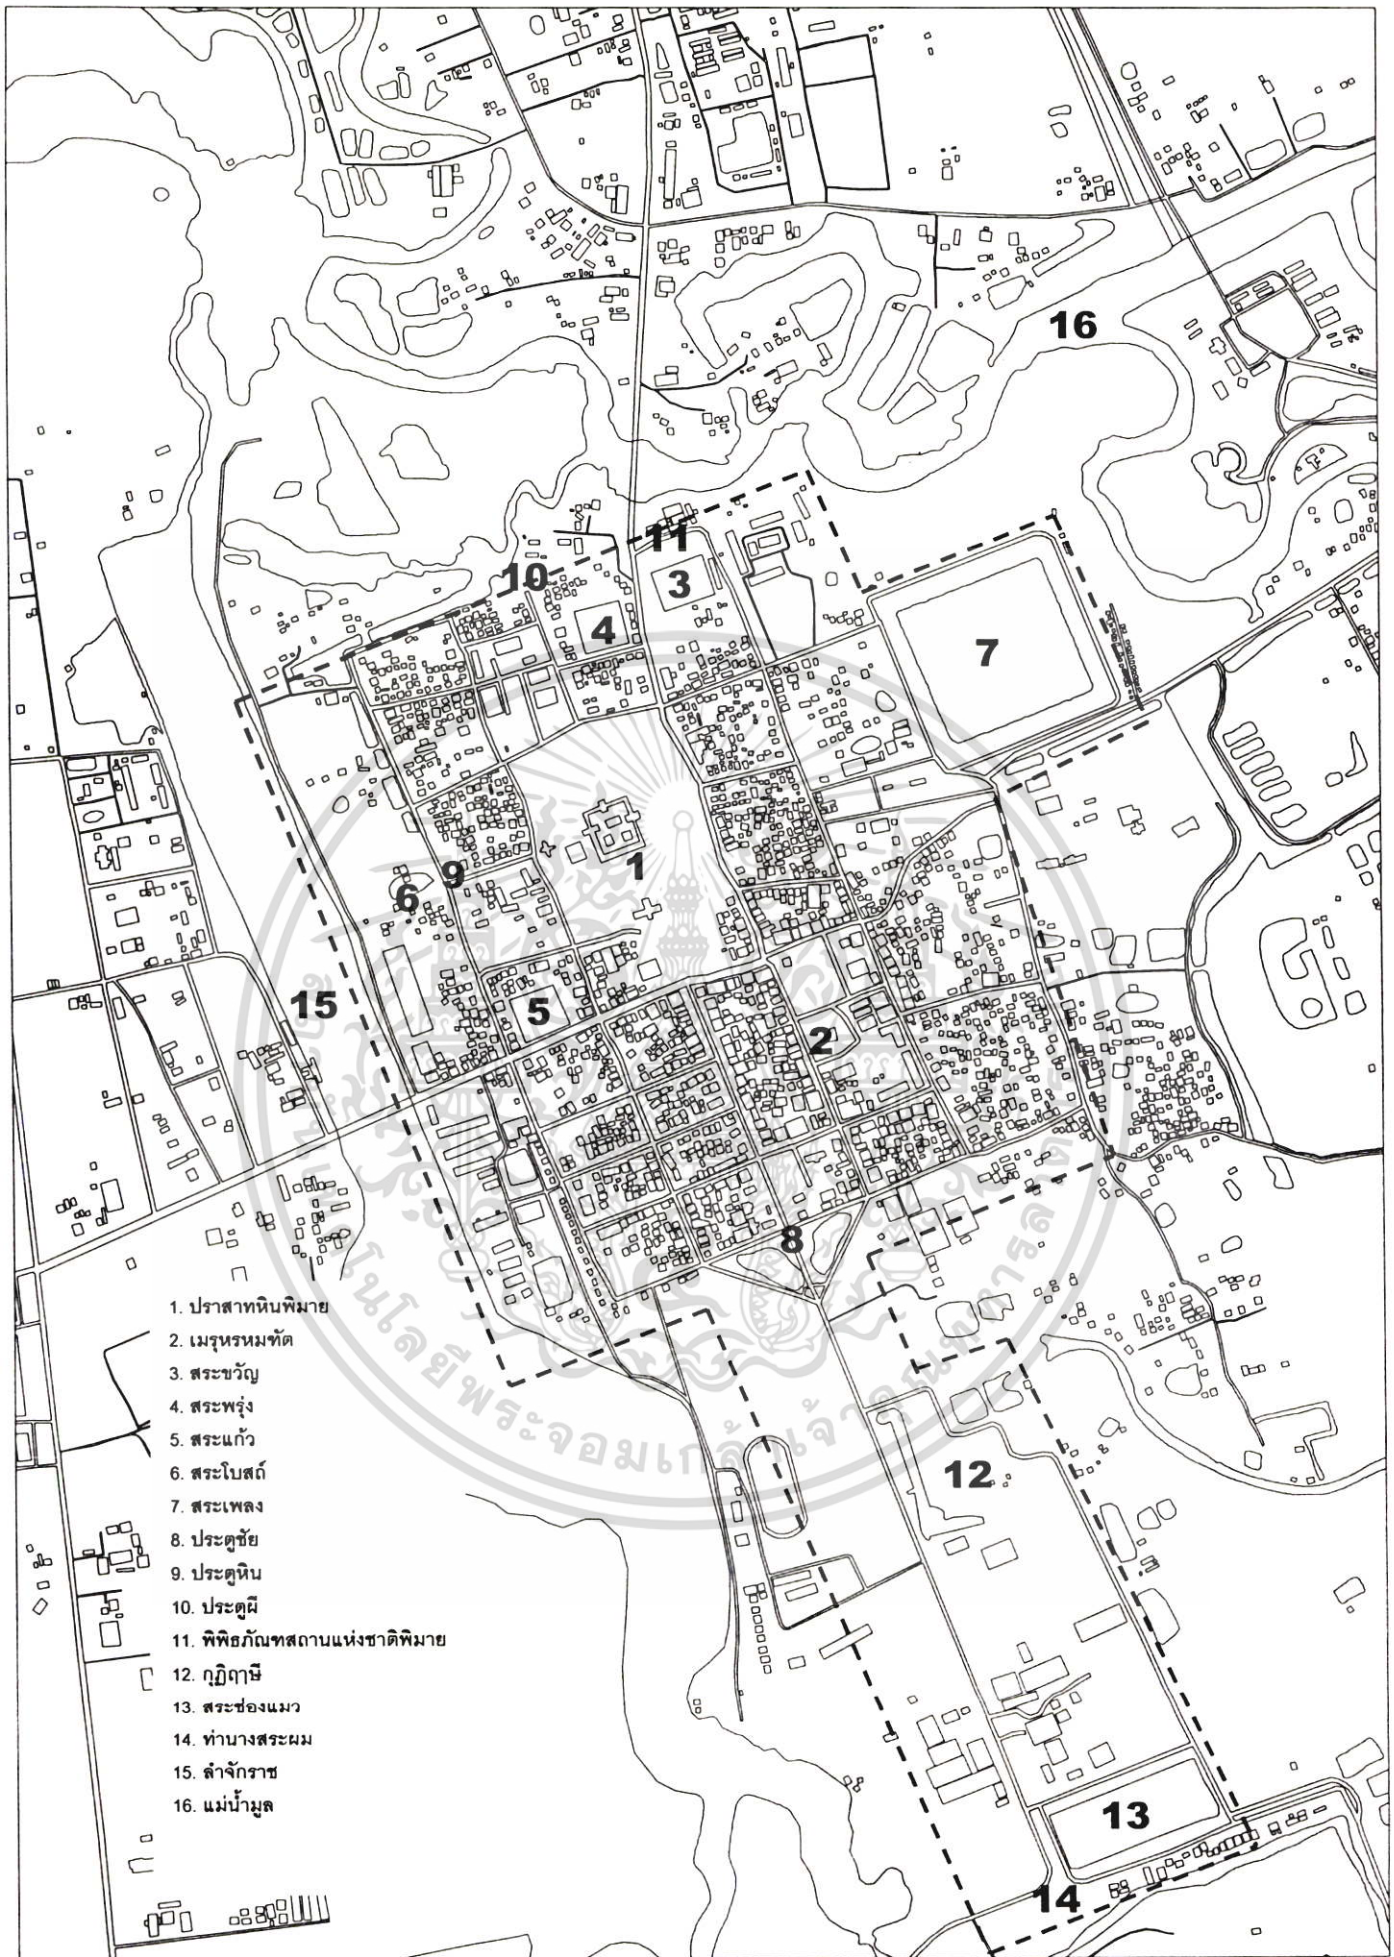 16
11
10
3
4
7
1
9
6
15
5
2
8
1. ปราสาทหินพิมาย
2. เมรุหรหมทัต
3. สระขวัญ
4. สระพรุ่ง
5. สระแก้ว
6. สระโบสถ์
7. สระเพลง
8. ประตูชัย
9. ประตูหิน
10. ประตูผี
11. พิพิธภัณฑสถานแห่งชาติพิมาย
12. กุฏิฤาษี
13. สระช่องแมว
14. ท่านางสระผม
15. ลำจักราช
16. แม่น้ำมูล
12
13
14